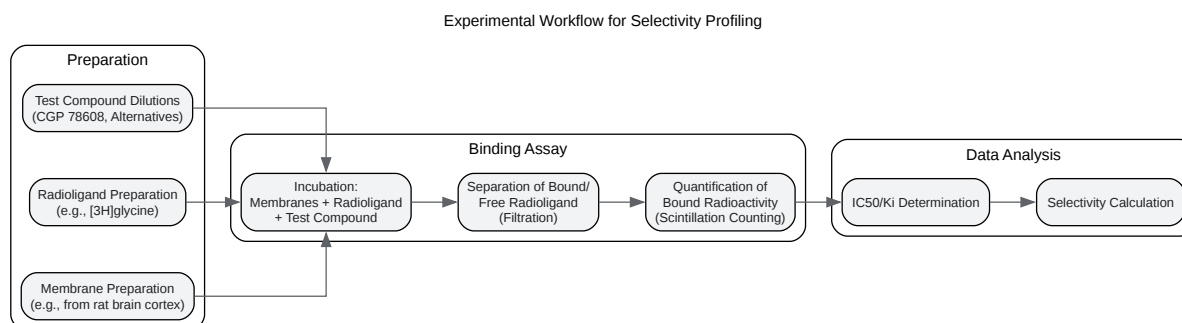 Experimental Workflow for Selectivity Profiling
Preparation
Test Compound Dilutions
(CGP 78608, Alternatives)
Radioligand Preparation
(e.g., [3H]glycine)
Membrane Preparation
(e.g., from rat brain cortex)
Binding Assay
Incubation:
Membranes + Radioligand
+ Test Compound
Separation of Bound/
Free Radioligand
(Filtration)
Quantification of
Bound Radioactivity
(Scintillation Counting)
Data Analysis
IC50/Ki Determination
Selectivity Calculation